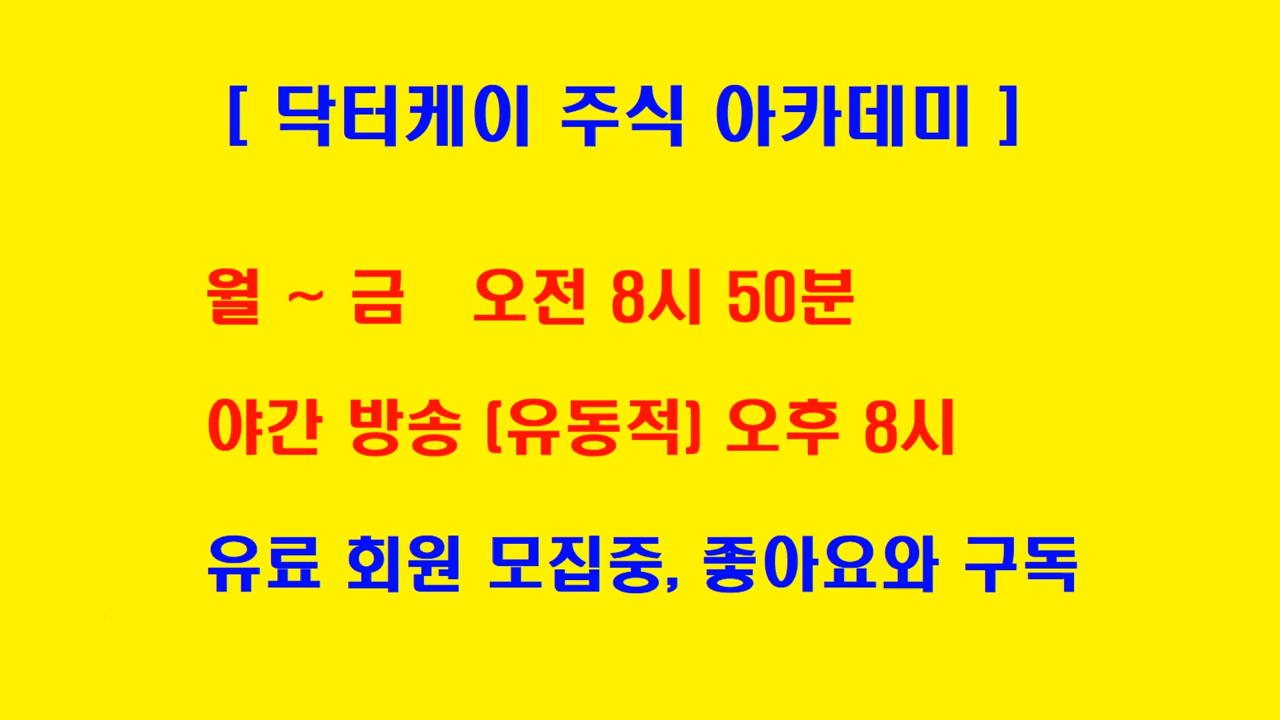 [ 닥터케이 주식 아카데미 ]
월 ~ 금 오전 8시 50분
야간 방송 (유동적) 오후 8시
유료 회원 모집중, 좋아요와 구독